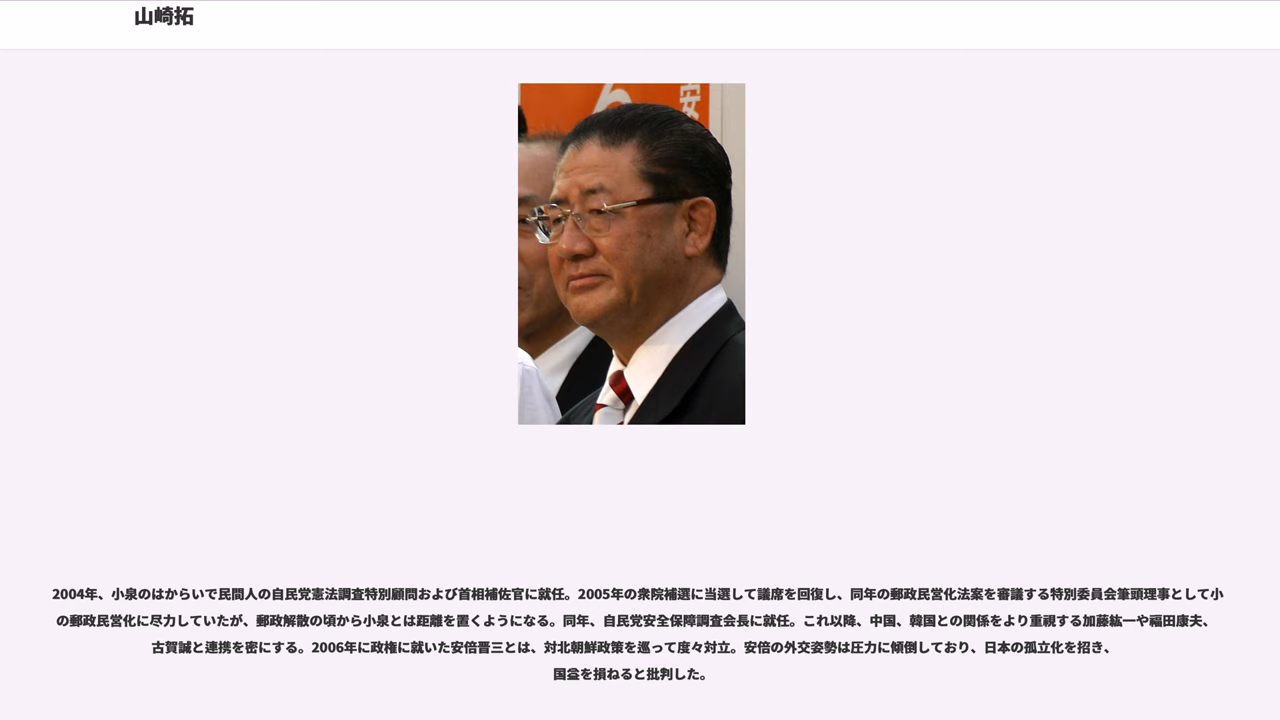 山崎拓
安
2004年、小泉のはからいで民間人の自民党憲法調査特別顧問および首相補佐官に就任。2005年の衆院補選に当選して議席を回復し、同年の郵政民営化法案を審議する特別委員会筆頭理事として小
の郵政民営化に尽力していたが、郵政解散の頃から小泉とは距離を置くようになる。同年、自民党安全保障調査会長に就任。これ以降、中国、韓国との関係をより重視する加藤紘一や福田康夫、
古賀誠と連携を密にする。2006年に政権に就いた安倍晋三とは、対北朝鮮政策を巡って度々対立。安倍の外交姿勢は圧力に傾倒しており、日本の孤立化を招き、
国益を損ねると批判した。